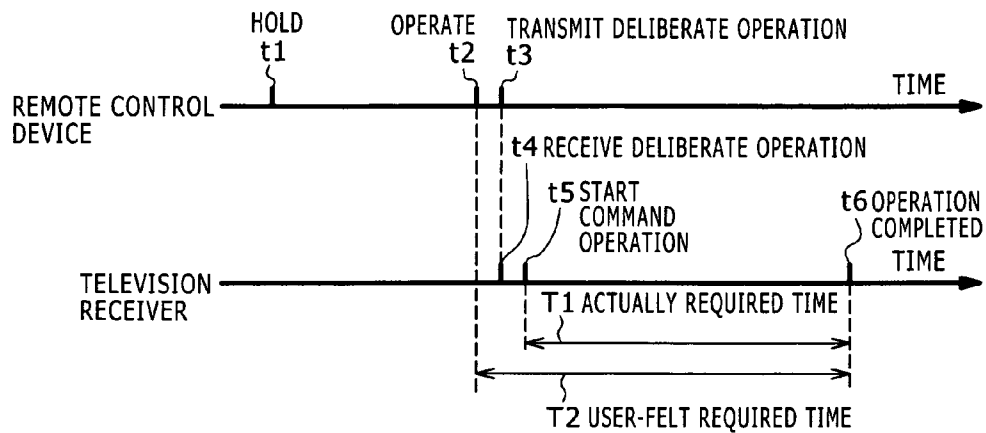 HOLD
t1
OPERATE
t2
TRANSMIT DELIBERATE OPERATION
t3
TIME
REMOTE CONTROL
DEVICE
t4 RECEIVE DELIBERATE OPERATION
t5 START
COMMAND
OPERATION
t6 OPERATION
COMPLETED
TIME
TELEVISION
RECEIVER
T1 ACTUALLY REQUIRED TIME
T2 USER-FELT REQUIRED TIME